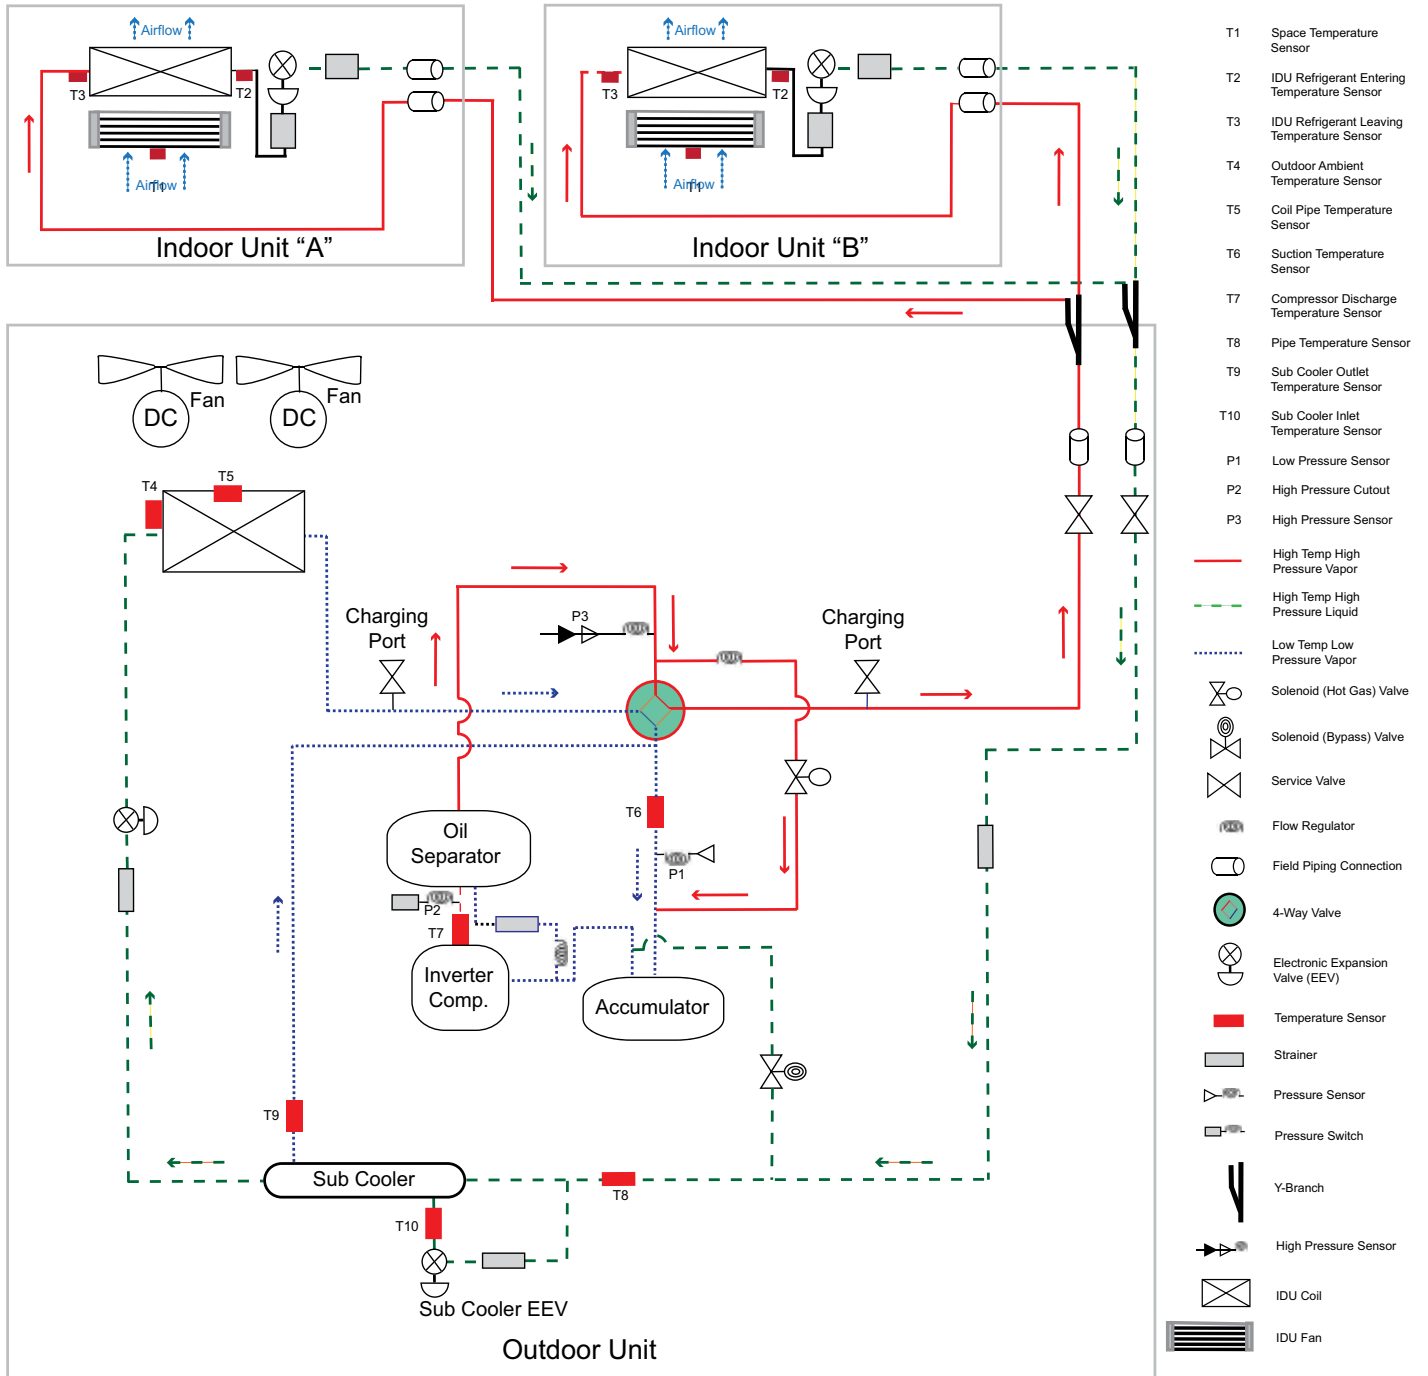 Airflow
T3
T2
Airflow
T1
Indoor Unit “A”
Airflow
T3
T2
Airflow
T1
Indoor Unit “B”
Fan
DC
Fan
DC
T4
T5
Charging
Port
P3
Charging
Port
Oil
Separator
T6
P1
P2
T7
Inverter
Comp.
Accumulator
T9
Sub Cooler
T8
T10
Sub Cooler EEV
Outdoor Unit
T1 Space Temperature
Sensor
T2 IDU Refrigerant Entering
Temperature Sensor
T3 IDU Refrigerant Leaving
Temperature Sensor
T4 Outdoor Ambient
Temperature Sensor
T5 Coil Pipe Temperature
Sensor
T6 Suction Temperature
Sensor
T7 Compressor Discharge
Temperature Sensor
T8 Pipe Temperature Sensor
T9 Sub Cooler Outlet
Temperature Sensor
T10 Sub Cooler Inlet
Temperature Sensor
P1 Low Pressure Sensor
P2 High Pressure Cutout
P3 High Pressure Sensor
High Temp High
Pressure Vapor
High Temp High
Pressure Liquid
Low Temp Low
Pressure Vapor
Solenoid (Hot Gas) Valve
Solenoid (Bypass) Valve
Service Valve
Flow Regulator
Field Piping Connection
4-Way Valve
Electronic Expansion
Valve (EEV)
Temperature Sensor
Strainer
Pressure Sensor
Pressure Switch
Y-Branch
High Pressure Sensor
IDU Coil
IDU Fan